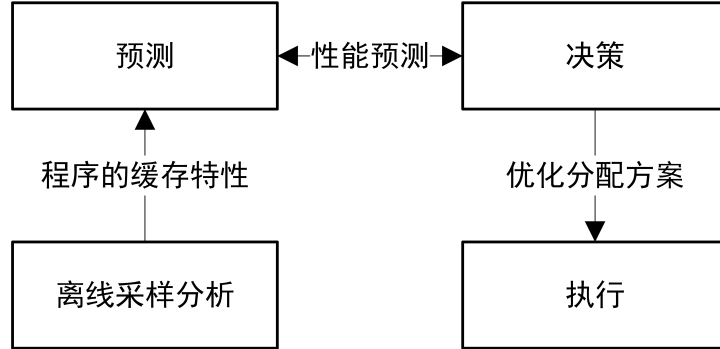 预测
性能预测
决策
程序的缓存特性
优化分配方案
离线采样分析
执行